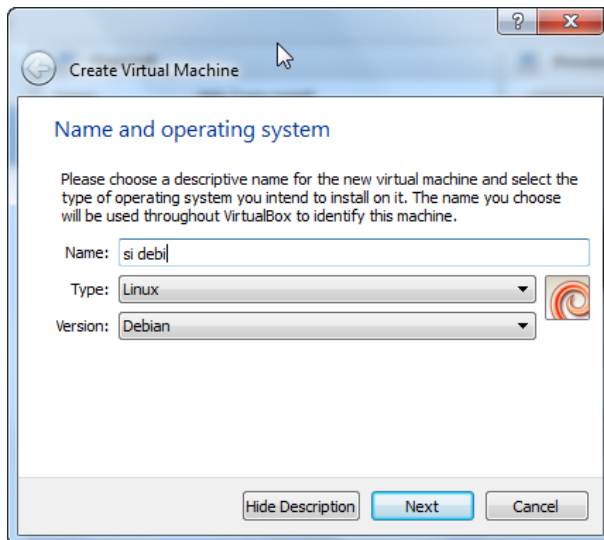 ?
X
Create Virtual Machine
Name and operating system
Please choose a descriptive name for the new virtual machine and select the
type of operating system you intend to install on it. The name you choose
will be used throughout VirtualBox to identify this machine.
Name: si debi
Type: Linux
Version: Debian
Hide Description Next Cancel